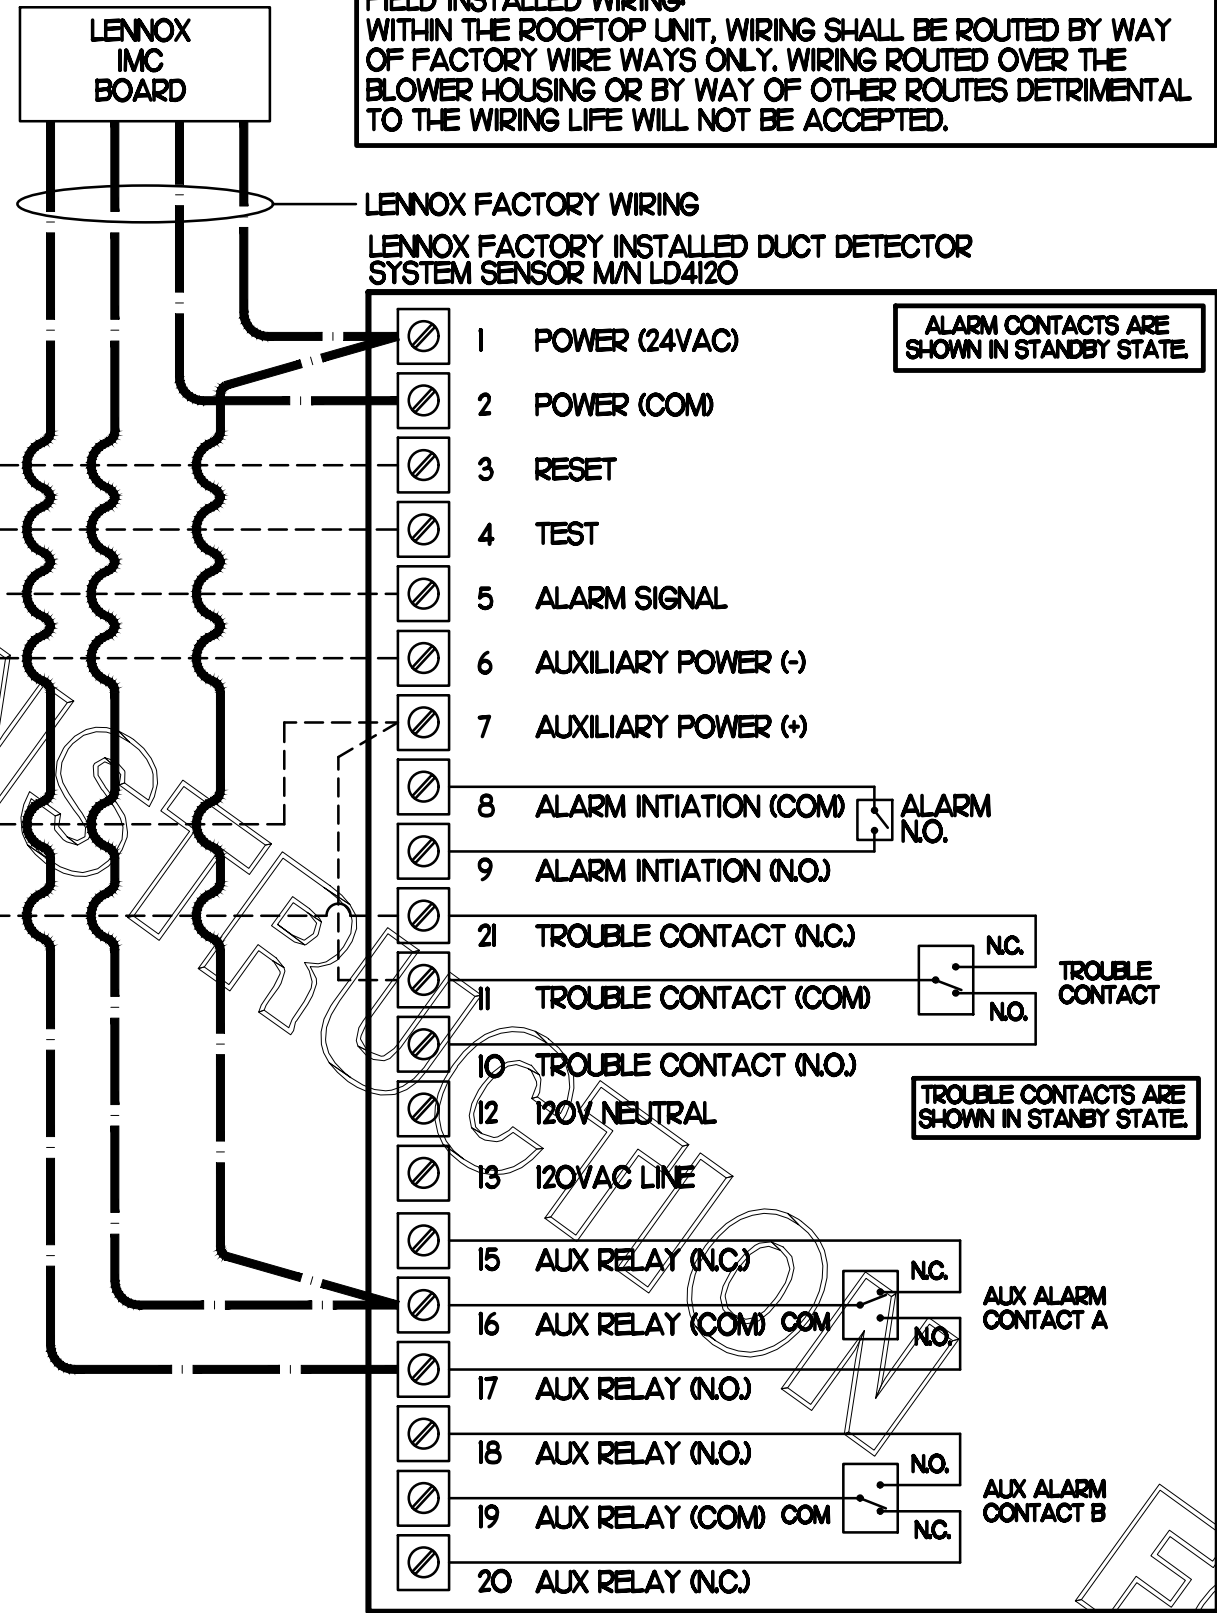 LENNOX
IMC
BOARD
FIELD INSTALLED WIRING:
WITHIN THE ROOFTOP UNIT, WIRING SHALL BE ROUTED BY WAY
OF FACTORY WIRE WAYS ONLY. WIRING ROUTED OVER THE
BLOWER HOUSING OR BY WAY OF OTHER ROUTES DETRIMENTAL
TO THE WIRING LIFE WILL NOT BE ACCEPTED.
LENNOX FACTORY WIRING
LENNOX FACTORY INSTALLED DUCT DETECTOR
SYSTEM SENSOR M/N LD4120
ALARM CONTACTS ARE
SHOWN IN STANDBY STATE.
1 POWER (24VAC)
2 POWER (COM)
3 RESET
4 TEST
5 ALARM SIGNAL
6 AUXILIARY POWER (-)
7 AUXILIARY POWER (+)
8 ALARM INTIATION (COM)
ALARM
N.O.
9 ALARM INTIATION (N.O.)
21 TROUBLE CONTACT (N.C.)
N.C.
TROUBLE
CONTACT
11 TROUBLE CONTACT (COM)
N.O.
10 TROUBLE CONTACT (N.O.)
TROUBLE CONTACTS ARE
SHOWN IN STANBY STATE.
12 120V NEUTRAL
13 120VAC LINE
15 AUX RELAY (N.C.)
N.C.
AUX ALARM
CONTACT A
16 AUX RELAY (COM) COM
N.O.
17 AUX RELAY (N.O.)
18 AUX RELAY (N.O.)
N.O.
AUX ALARM
CONTACT B
19 AUX RELAY (COM) COM
N.C.
20 AUX RELAY (N.C.)
NSTRUCTION
F